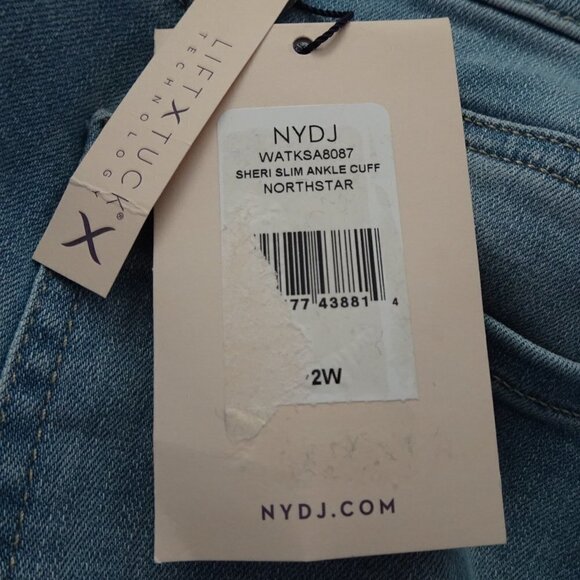 LIFT X TUCK®
TECHNOLOGY
X
NYDJ
WATKSA8087
SHERI SLIM ANKLE CUFF
NORTHSTAR
77 43881 4
2W
NYDJ.COM